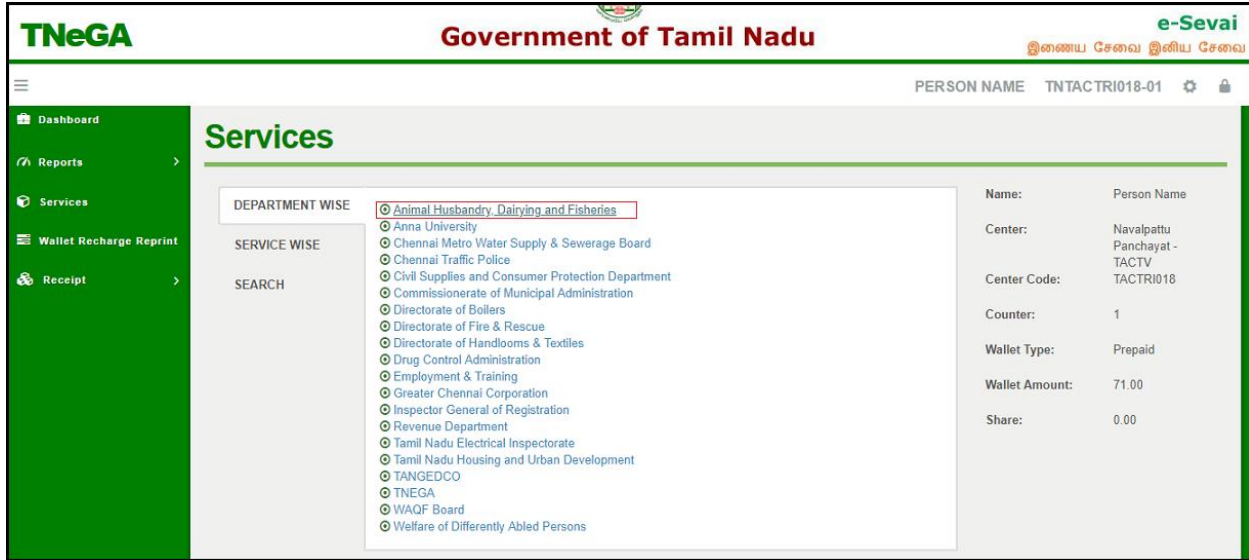 TNeGA
Government of Tamil Nadu
e-Sevai
இணைய சேவை இனிய சேவை
PERSON NAME TNTACTRI018-01
Dashboard
Reports
Services
Wallet Recharge Reprint
Receipt
Services
DEPARTMENT WISE
SERVICE WISE
SEARCH
Animal Husbandry, Dairying and Fisheries
Anna University
Chennai Metro Water Supply & Sewerage Board
Chennai Traffic Police
Civil Supplies and Consumer Protection Department
Commissionerate of Municipal Administration
Directorate of Boilers
Directorate of Fire & Rescue
Directorate of Handlooms & Textiles
Drug Control Administration
Employment & Training
Greater Chennai Corporation
Inspector General of Registration
Revenue Department
Tamil Nadu Electrical Inspectorate
Tamil Nadu Housing and Urban Development
TANGEDCO
TNEGA
WAQF Board
Welfare of Differently Abled Persons
Name: Person Name
Center: Navalpattu
Panchayat -
TACTV
Center Code: TACTRI018
Counter: 1
Wallet Type: Prepaid
Wallet Amount: 71.00
Share: 0.00